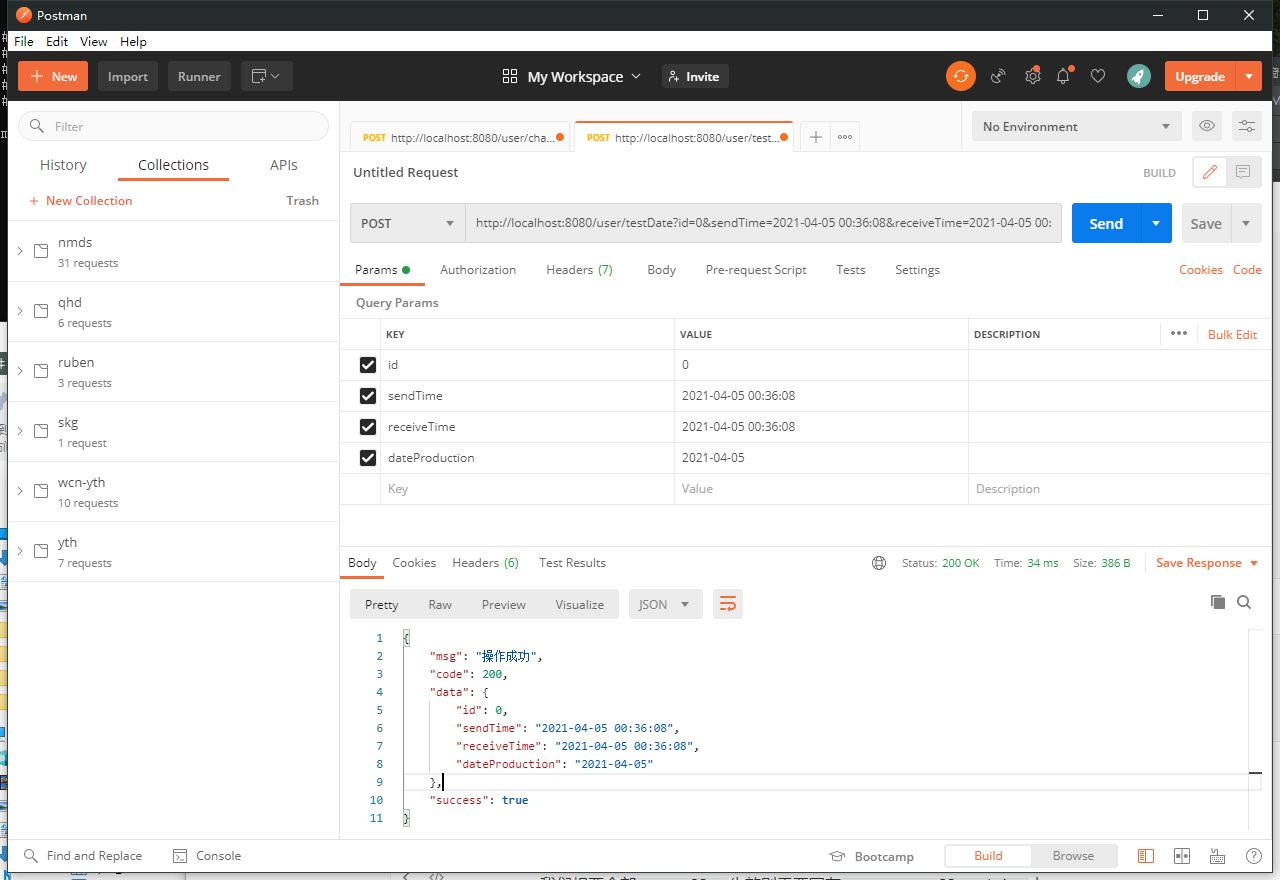 Postman
File Edit View Help
New Import Runner My Workspace Invite Upgrade
Filter
History Collections APIs
+ New Collection Trash
nmds
31 requests
qhd
6 requests
ruben
3 requests
skg
1 request
wcn-yth
10 requests
yth
7 requests
POST http://localhost:8080/user/cha... POST http://localhost:8080/user/test... No Environment
Untitled Request BUILD
POST http://localhost:8080/user/testDate?id=0&sendTime=2021-04-05 00:36:08&receiveTime=2021-04-05 00: Send Save
Params Authorization Headers (7) Body Pre-request Script Tests Settings Cookies Code
Query Params
KEY VALUE DESCRIPTION Bulk Edit
id 0
sendTime 2021-04-05 00:36:08
receiveTime 2021-04-05 00:36:08
dateProduction 2021-04-05
Key Value Description
Body Cookies Headers (6) Test Results Status: 200 OK Time: 34 ms Size: 386 B Save Response
Pretty Raw Preview Visualize JSON
1 {
2 "msg": "操作成功",
3 "code": 200,
4 "data": {
5 "id": 0,
6 "sendTime": "2021-04-05 00:36:08",
7 "receiveTime": "2021-04-05 00:36:08",
8 "dateProduction": "2021-04-05"
9 },
10 "success": true
11 }
Find and Replace Console Bootcamp Build Browse